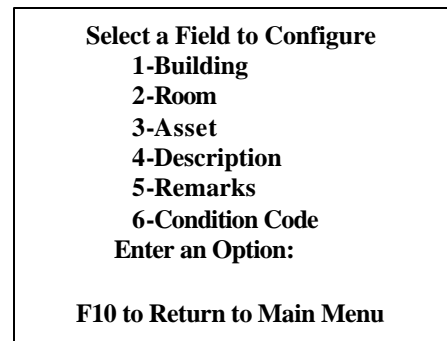 Select a Field to Configure
1-Building
2-Room
3-Asset
4-Description
5-Remarks
6-Condition Code
Enter an Option:
F10 to Return to Main Menu